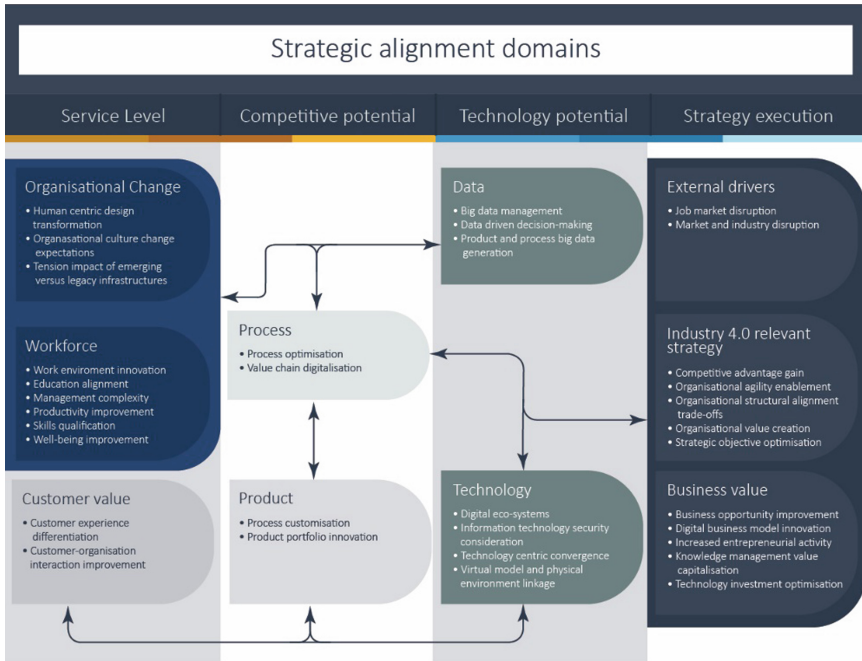 Strategic alignment domains
Service Level
Competitive potential
Technology potential
Strategy execution
Organisational Change
• Human centric design
transformation
• Organasational culture change
expectations
• Tension impact of emerging
versus legacy infrastructures
Workforce
• Work enviroment innovation
• Education alignment
• Management complexity
• Productivity improvement
• Skills qualification
• Well-being improvement
Customer value
• Customer experience
differentiation
• Customer-organisation
interaction improvement
Process
• Process optimisation
• Value chain digitalisation
Product
• Process customisation
• Product portfolio innovation
Data
• Big data management
• Data driven decision-making
• Product and process big data
generation
Technology
• Digital eco-systems
• Information technology security
consideration
• Technology centric convergence
• Virtual model and physical
environment linkage
External drivers
• Job market disruption
• Market and industry disruption
Industry 4.0 relevant
strategy
• Competitive advantage gain
• Organisational agility enablement
• Organisational structural alignment
trade-offs
• Organisational value creation
• Strategic objective optimisation
Business value
• Business opportunity improvement
• Digital business model innovation
• Increased entrepreneurial activity
• Knowledge management value
capitalisation
• Technology investment optimisation